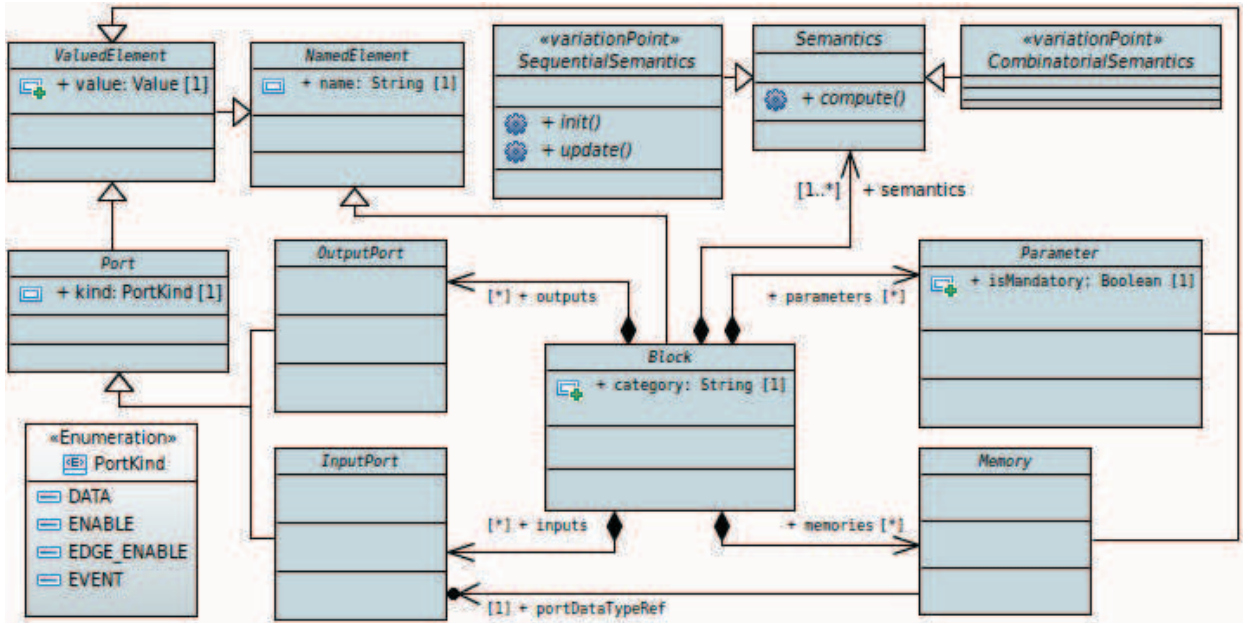 ValuedElement
+ value: Value [1]
NamedElement
+ name: String [1]
«variationPoint»
SequentialSemantics
+ init()
+ update()
Semantics
+ compute()
«variationPoint»
CombinatorialSemantics
[1..*] + semantics
Port
+ kind: PortKind [1]
OutputPort
[*] + outputs
+ parameters [*]
Parameter
+ isMandatory: Boolean [1]
Block
+ category: String [1]
«Enumeration»
PortKind
DATA
ENABLE
EDGE_ENABLE
EVENT
InputPort
[*] + inputs
+ memories [*]
Memory
[1] + portDataTypeRef